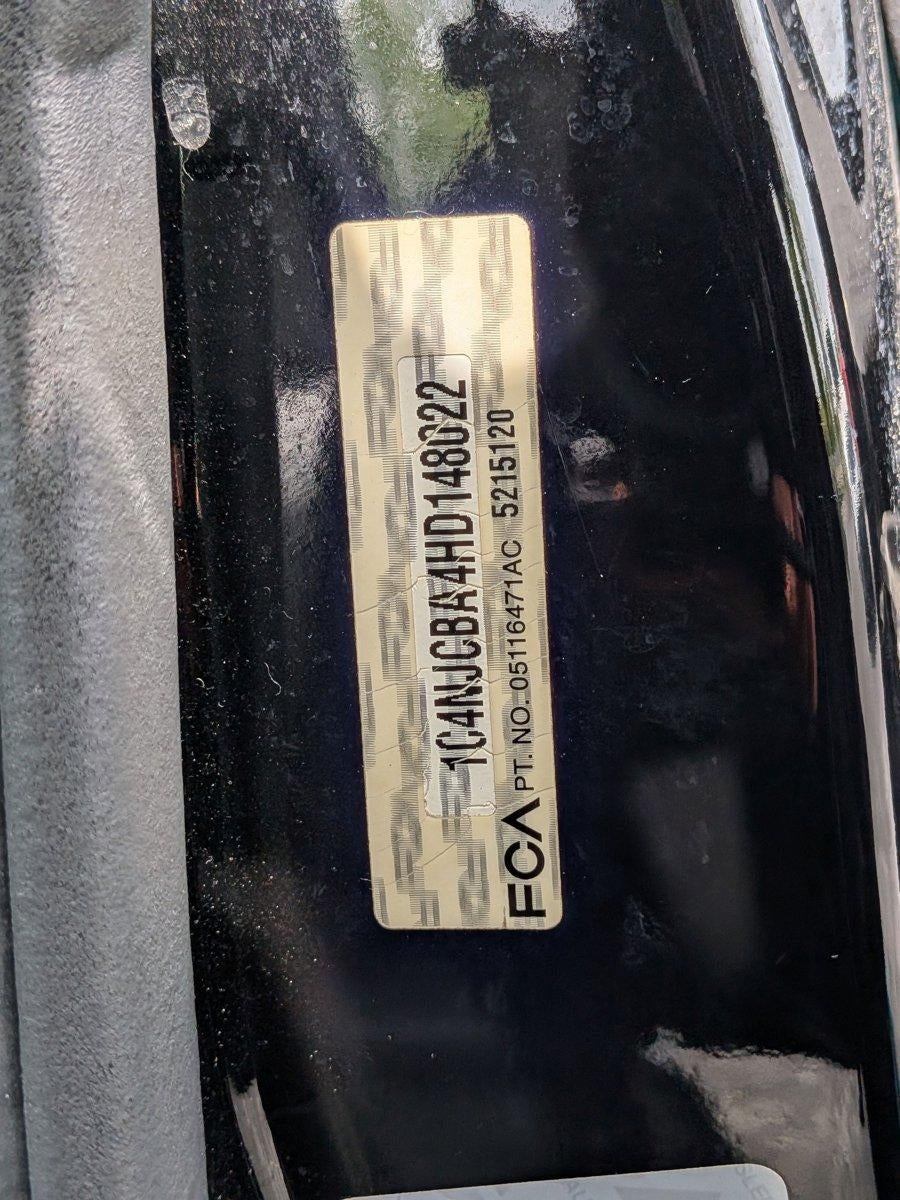 1C4NJCBA4HD148022
FCA PT. NO. 05116471AC 5215120